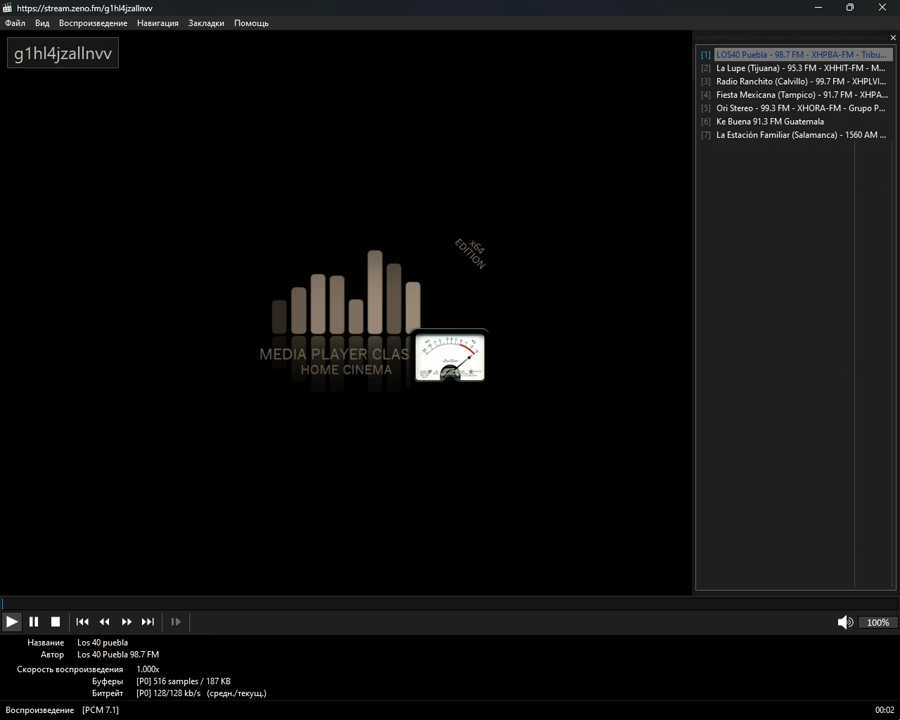 https://stream.zeno.fm/g1hl4jzallnvv
Файл Вид Воспроизведение Навигация Закладки Помощь
g1hl4jzallnvv
[1] LOS40 Puebla - 98.7 FM - XHPBA-FM - Tribu...
[2] La Lupe (Tijuana) - 95.3 FM - XHHIT-FM - M...
[3] Radio Ranchito (Calvillo) - 99.7 FM - XHPLVI...
[4] Fiesta Mexicana (Tampico) - 91.7 FM - XHPA...
[5] Ori Stereo - 99.3 FM - XHORA-FM - Grupo P...
[6] Ke Buena 91.3 FM Guatemala
[7] La Estación Familiar (Salamanca) - 1560 AM ...
x64
EDITION
MEDIA PLAYER CLAS
HOME CINEMA
100%
Название Los 40 puebla
Автор Los 40 Puebla 98.7 FM
Скорость воспроизведения 1.000x
Буферы [P0] 516 samples / 187 KB
Битрейт [P0] 128/128 kb/s (средн./текущ.)
Воспроизведение [PCM 7.1] 00:02